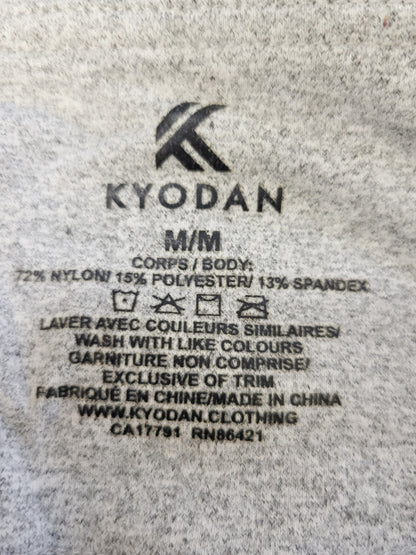 KYODAN
M/M
CORPS / BODY:
72% NYLON/ 15% POLYESTER/ 13% SPANDEX
LAVER AVEC COULEURS SIMILAIRES/
WASH WITH LIKE COLOURS
GARNITURE NON COMPRISE/
EXCLUSIVE OF TRIM
FABRIQUÉ EN CHINE/MADE IN CHINA
WWW.KYODAN.CLOTHING
CA17791 RN86421